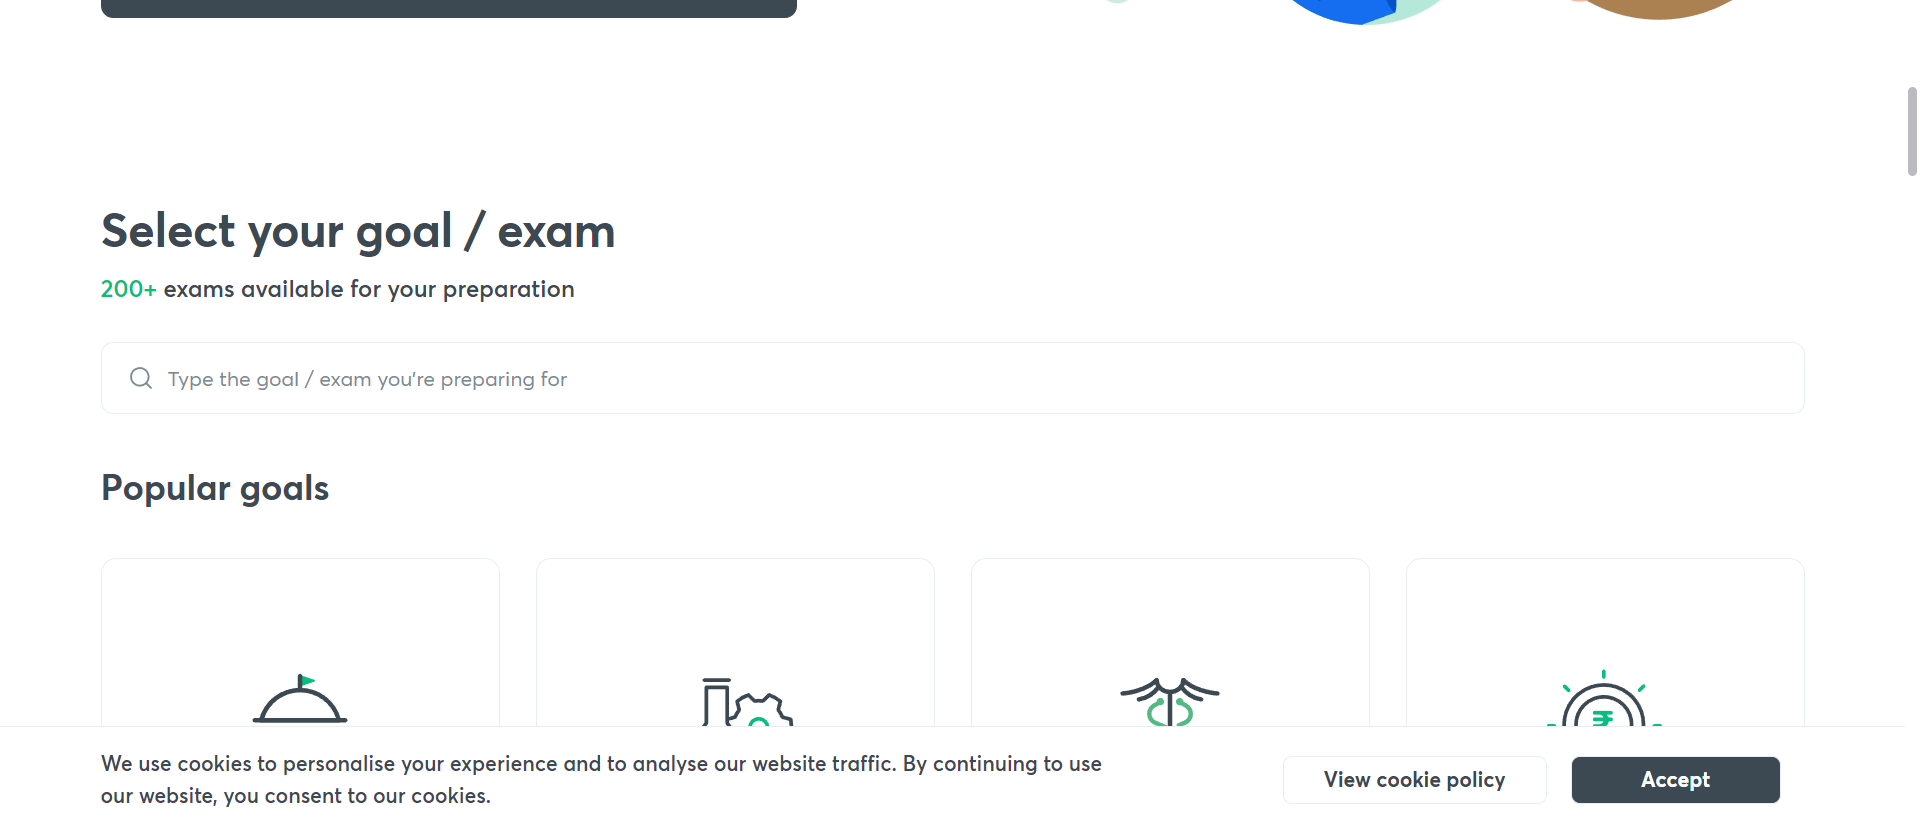 Select your goal / exam
200+ exams available for your preparation
Type the goal / exam you're preparing for
Popular goals
We use cookies to personalise your experience and to analyse our website traffic. By continuing to use
our website, you consent to our cookies.
View cookie policy
Accept